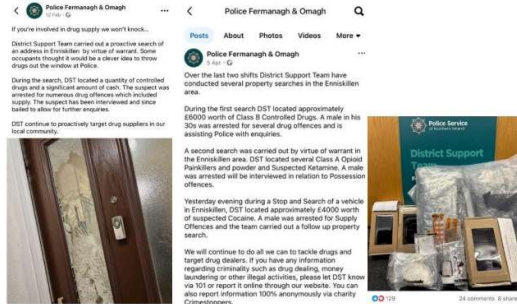 Police Fermanagh & Omagh
12 Feb
If you're involved in drug supply we won't knock...
District Support Team carried out a proactive search of
an address in Enniskillen by virtue of warrant. Some
occupants thought it would be a clever idea to throw
drugs out the window at Police.
During the search, DST located a quantity of controlled
drugs and a significant amount of cash. The suspect was
arrested for numerous drug offences which included
supply. The suspect has been interviewed and since
bailed to allow for further enquiries.
DST continue to proactively target drug suppliers in our
local community.
Police Fermanagh & Omagh
Posts About Photos Videos More
Police Fermanagh & Omagh
5 Apr
Over the last two shifts District Support Team have
conducted several property searches in the Enniskillen
area.
During the first search DST located approximately
£6000 worth of Class B Controlled Drugs. A male in his
30s was arrested for several drug offences and is
assisting Police with enquiries.
A second search was carried out by virtue of warrant in
the Enniskillen area. DST located several Class A Opioid
Painkillers and powder and Suspected Ketamine. A male
was arrested will be interviewed in relation to Possession
offences.
Yesterday evening during a Stop and Search of a vehicle
in Enniskillen, DST located approximately £4000 worth
of suspected Cocaine. A male was arrested for Supply
Offences and the team carried out a follow up property
search.
We will continue to do all we can to tackle drugs and
target drug dealers. If you have any information
regarding criminality such as drug dealing, money
laundering or other illegal activities, please let DST know
via 101 or report it online through our website. You can
also report information 100% anonymously via charity
Crimestoppers.
Police Service
of Northern Ireland
District Support
Team
129
24 comments 6 share